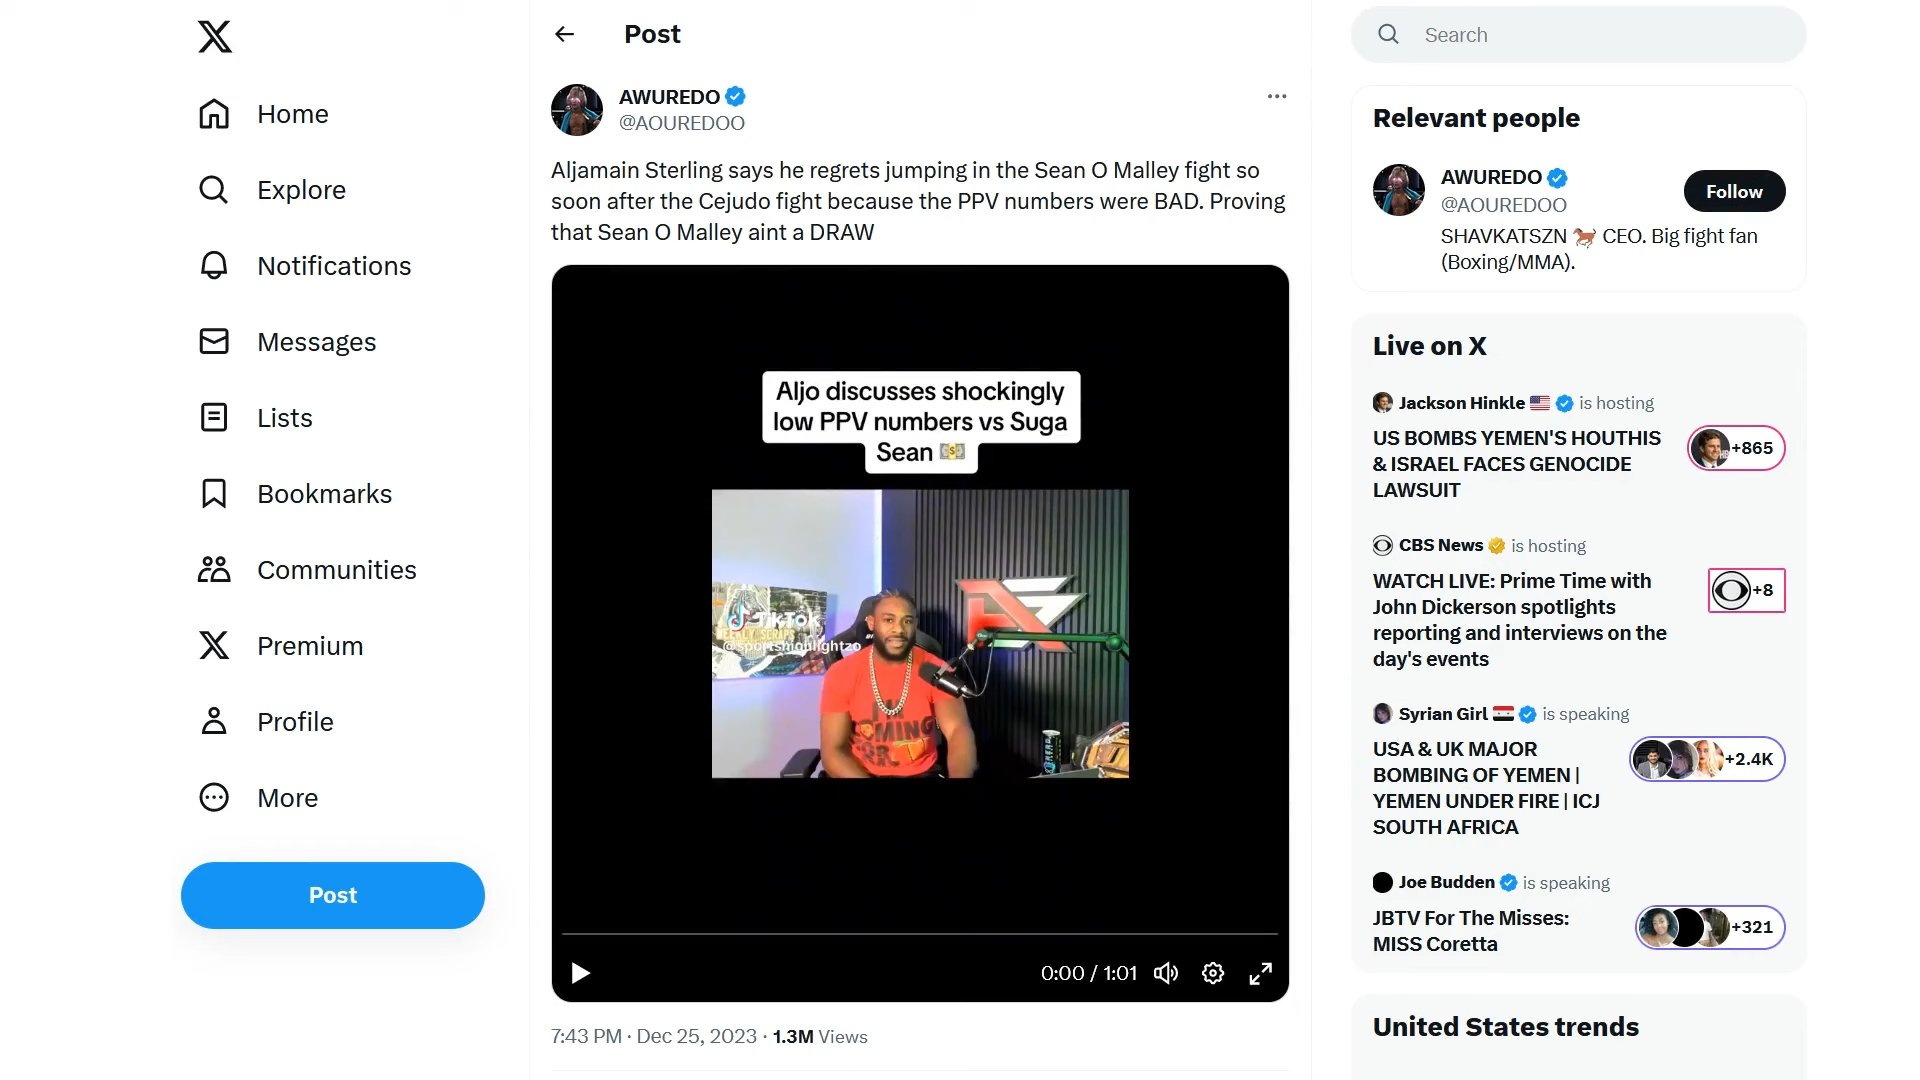 Post
Search
AWUREDO
@AOUREDOO
Aljamain Sterling says he regrets jumping in the Sean O Malley fight so
soon after the Cejudo fight because the PPV numbers were BAD. Proving
that Sean O Malley aint a DRAW
Aljo discusses shockingly
low PPV numbers vs Suga
Sean
TikTok
WEEKLY SCRAPS
@sportshighlightzo
0:00 / 1:01
7:43 PM · Dec 25, 2023 · 1.3M Views
Home
Explore
Notifications
Messages
Lists
Bookmarks
Communities
Premium
Profile
More
Post
Relevant people
AWUREDO
@AOUREDOO
Follow
SHAVKATSZN 🐎 CEO. Big fight fan
(Boxing/MMA).
Live on X
Jackson Hinkle 🇺🇸 is hosting
US BOMBS YEMEN'S HOUTHIS
& ISRAEL FACES GENOCIDE
LAWSUIT
+865
CBS News is hosting
WATCH LIVE: Prime Time with
John Dickerson spotlights
reporting and interviews on the
day's events
+8
Syrian Girl 🇸🇾 is speaking
USA & UK MAJOR
BOMBING OF YEMEN |
YEMEN UNDER FIRE | ICJ
SOUTH AFRICA
+2.4K
Joe Budden is speaking
JBTV For The Misses:
MISS Coretta
+321
United States trends